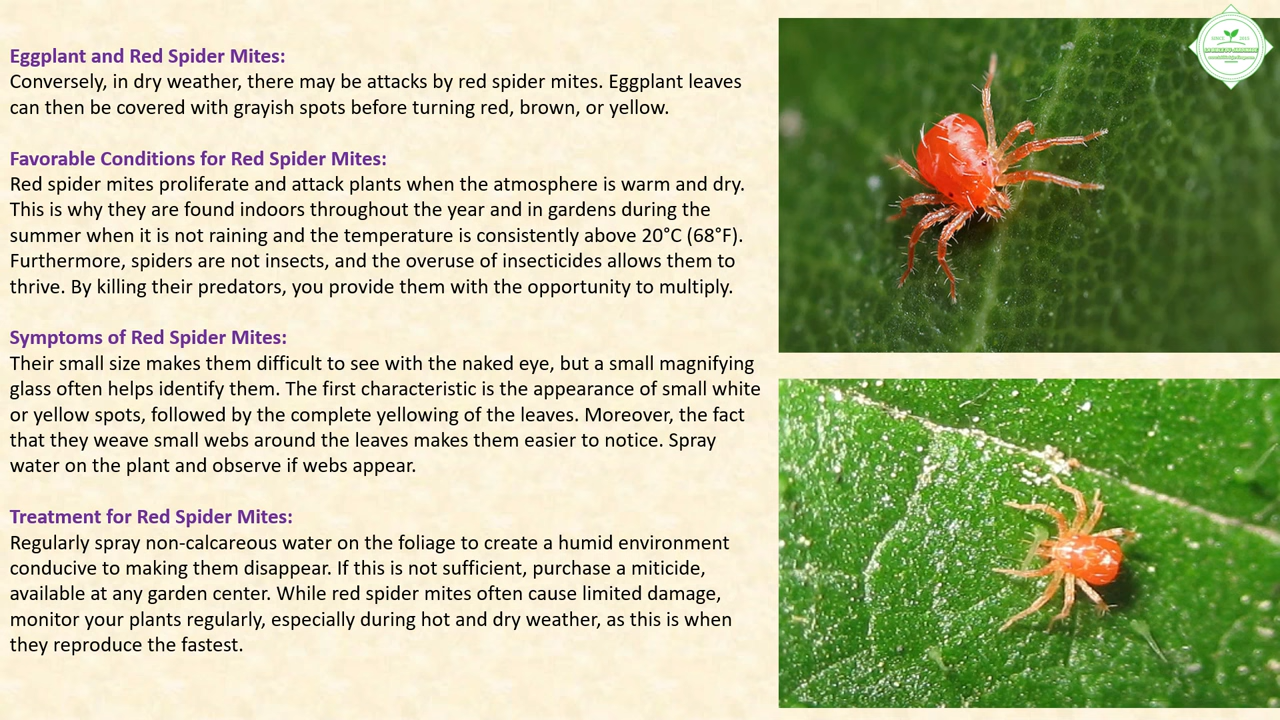 Eggplant and Red Spider Mites:
Conversely, in dry weather, there may be attacks by red spider mites. Eggplant leaves
can then be covered with grayish spots before turning red, brown, or yellow.
Favorable Conditions for Red Spider Mites:
Red spider mites proliferate and attack plants when the atmosphere is warm and dry.
This is why they are found indoors throughout the year and in gardens during the
summer when it is not raining and the temperature is consistently above 20°C (68°F).
Furthermore, spiders are not insects, and the overuse of insecticides allows them to
thrive. By killing their predators, you provide them with the opportunity to multiply.
Symptoms of Red Spider Mites:
Their small size makes them difficult to see with the naked eye, but a small magnifying
glass often helps identify them. The first characteristic is the appearance of small white
or yellow spots, followed by the complete yellowing of the leaves. Moreover, the fact
that they weave small webs around the leaves makes them easier to notice. Spray
water on the plant and observe if webs appear.
Treatment for Red Spider Mites:
Regularly spray non-calcareous water on the foliage to create a humid environment
conducive to making them disappear. If this is not sufficient, purchase a miticide,
available at any garden center. While red spider mites often cause limited damage,
monitor your plants regularly, especially during hot and dry weather, as this is when
they reproduce the fastest.
SINCE